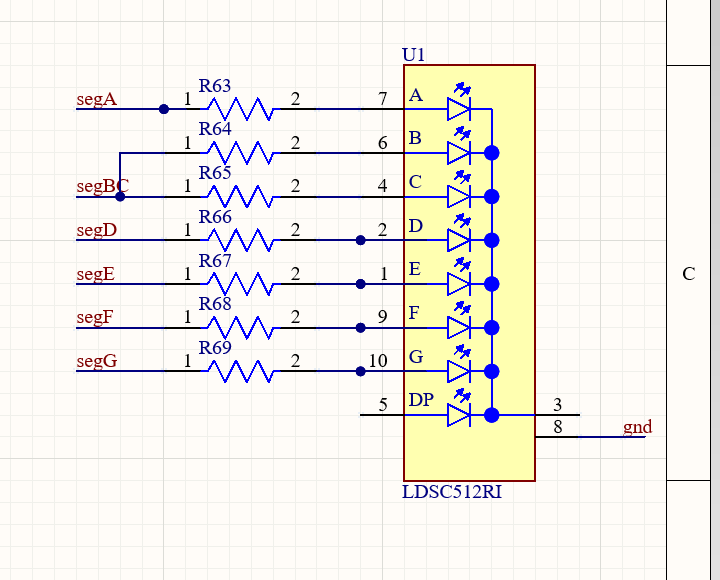 U1
segA 1 R63 2 7 A
1 R64 2 6 B
segBC 1 R65 2 4 C
segD 1 R66 2 2 D
segE 1 R67 2 1 E
segF 1 R68 2 9 F
segG 1 R69 2 10 G
5 DP 3
8 gnd
LDSC512RI
C